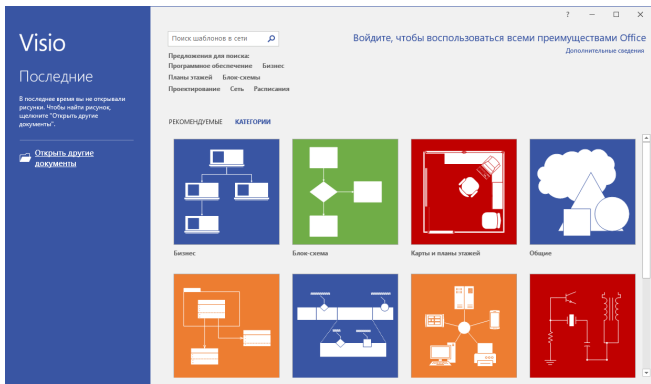 Visio
Последние
В последнее время вы не открывали
рисунки. Чтобы найти рисунок,
щелкните "Открыть другие
документы".
Открыть другие
документы
?
Войдите, чтобы воспользоваться всеми преимуществами Office
Дополнительные сведения
Поиск шаблонов в сети
Предложения для поиска:
Программное обеспечение Бизнес
Планы этажей Блок-схемы
Проектирование Сеть Расписания
РЕКОМЕНДУЕМЫЕ КАТЕГОРИИ
Бизнес
Блок-схема
Карты и планы этажей
Общие